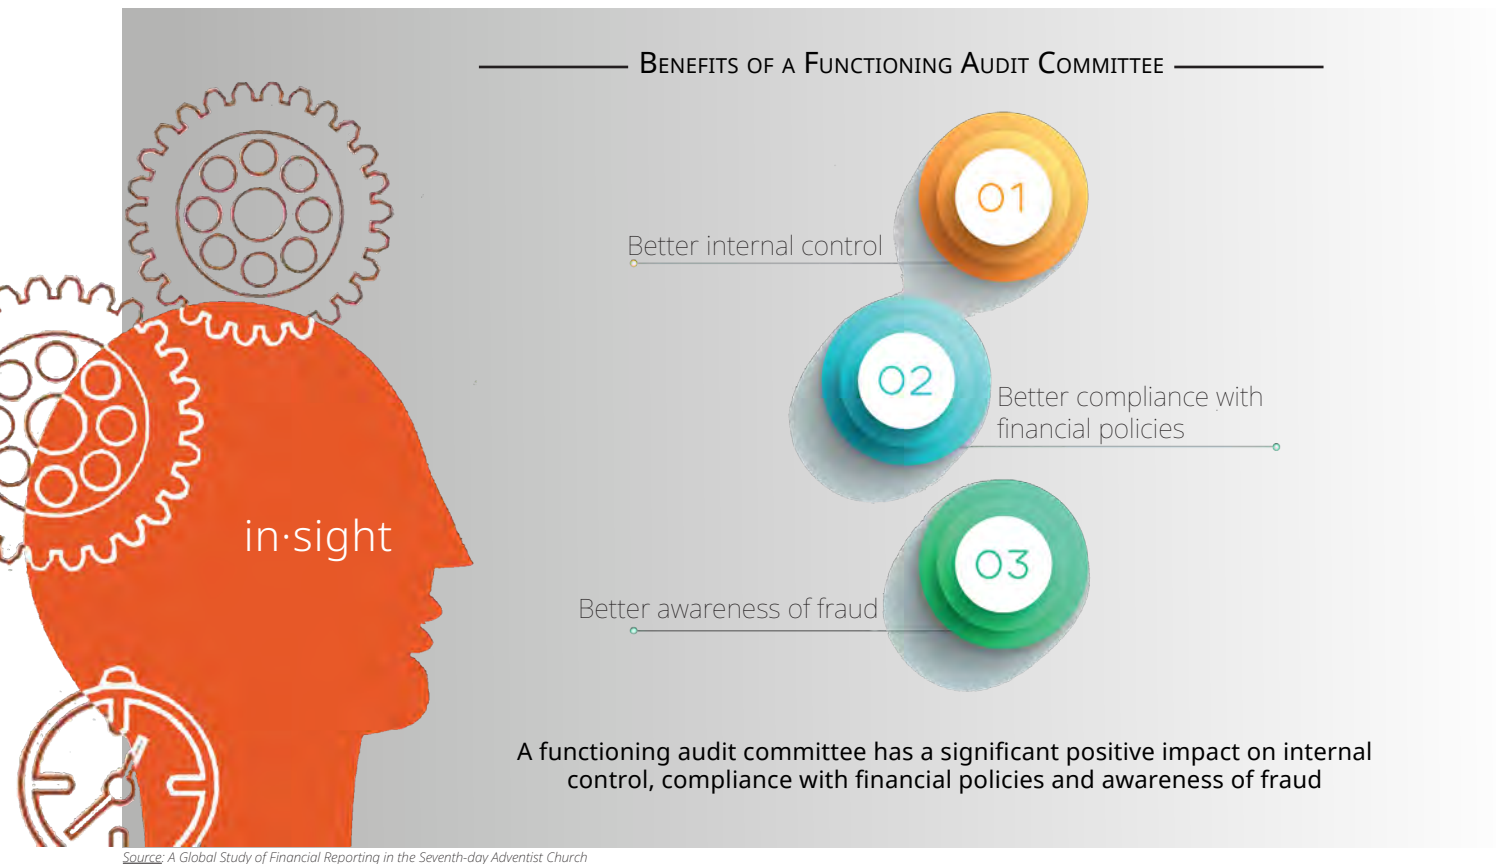 Benefits of a Functioning Audit Committee
01
Better internal control
02
Better compliance with
financial policies
in·sight
03
Better awareness of fraud
A functioning audit committee has a significant positive impact on internal
control, compliance with financial policies and awareness of fraud
Source: A Global Study of Financial Reporting in the Seventh-day Adventist Church